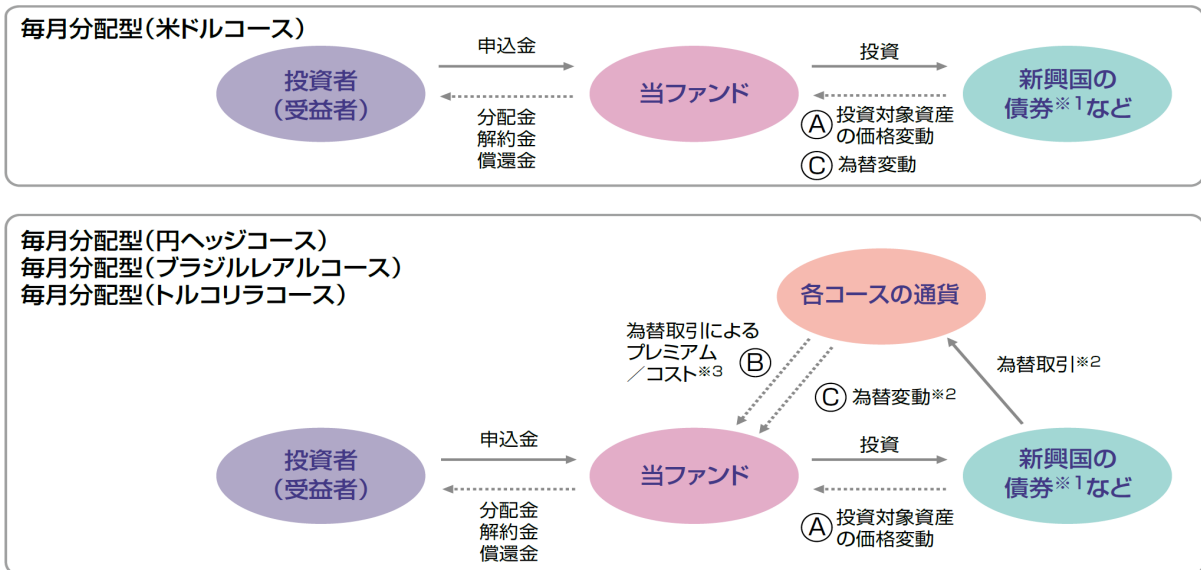 毎月分配型(米ドルコース)
投資者
(受益者)
申込金
分配金
解約金
償還金
当ファンド
投資
Ⓐ 投資対象資産
の価格変動
Ⓒ 為替変動
新興国の
債券※1など
毎月分配型(円ヘッジコース)
毎月分配型(ブラジルレアルコース)
毎月分配型(トルコリラコース)
各コースの通貨
為替取引による
プレミアム
/コスト※3 Ⓑ
Ⓒ 為替変動※2
為替取引※2
投資者
(受益者)
申込金
分配金
解約金
償還金
当ファンド
投資
Ⓐ 投資対象資産
の価格変動
新興国の
債券※1など